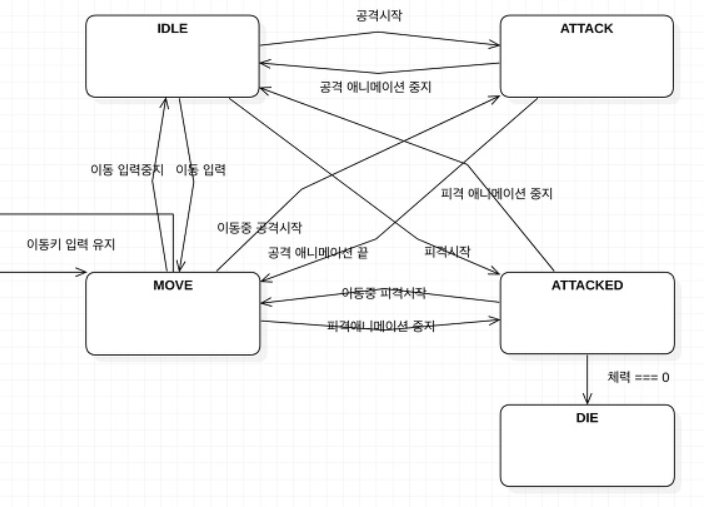 공격시작
IDLE
ATTACK
공격 애니메이션 중지
이동 입력중지
이동 입력
피격 애니메이션 중지
이동중 공격시작
이동키 입력 유지
공격 애니메이션 끝
피격시작
MOVE
ATTACKED
이동중 피격시작
피격애니메이션 중지
체력 === 0
DIE